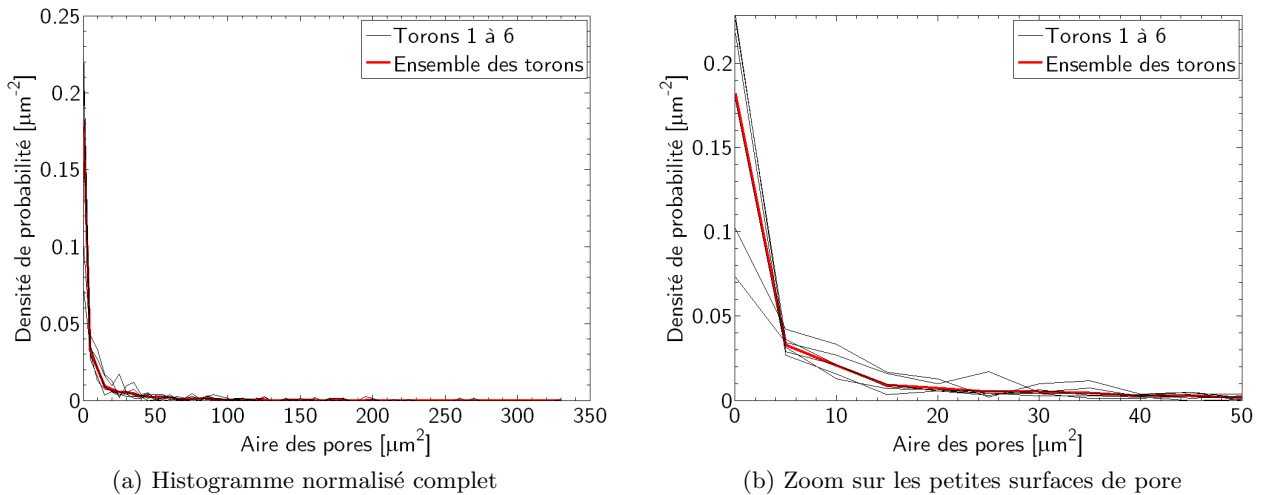 0.25
0.2
0.15
0.1
0.05
0
Densité de probabilité [μm-2]
Torons 1 à 6
Ensemble des torons
0 50 100 150 200 250 300 350
Aire des pores [μm2]
(a) Histogramme normalisé complet
0.2
0.15
0.1
0.05
0
Densité de probabilité [μm-2]
Torons 1 à 6
Ensemble des torons
0 10 20 30 40 50
Aire des pores [μm2]
(b) Zoom sur les petites surfaces de pore